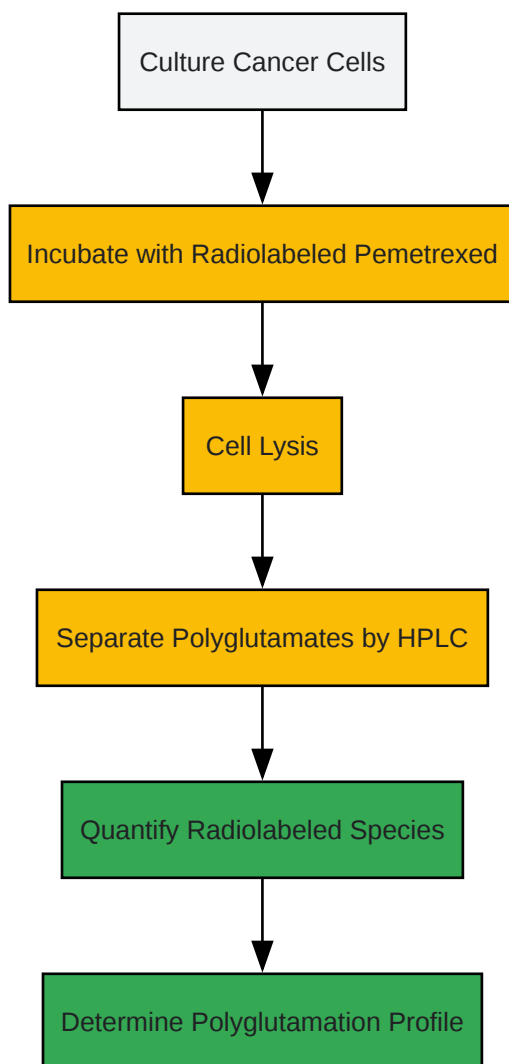 Culture Cancer Cells
Incubate with Radiolabeled Pemetrexed
Cell Lysis
Separate Polyglutamates by HPLC
Quantify Radiolabeled Species
Determine Polyglutamation Profile